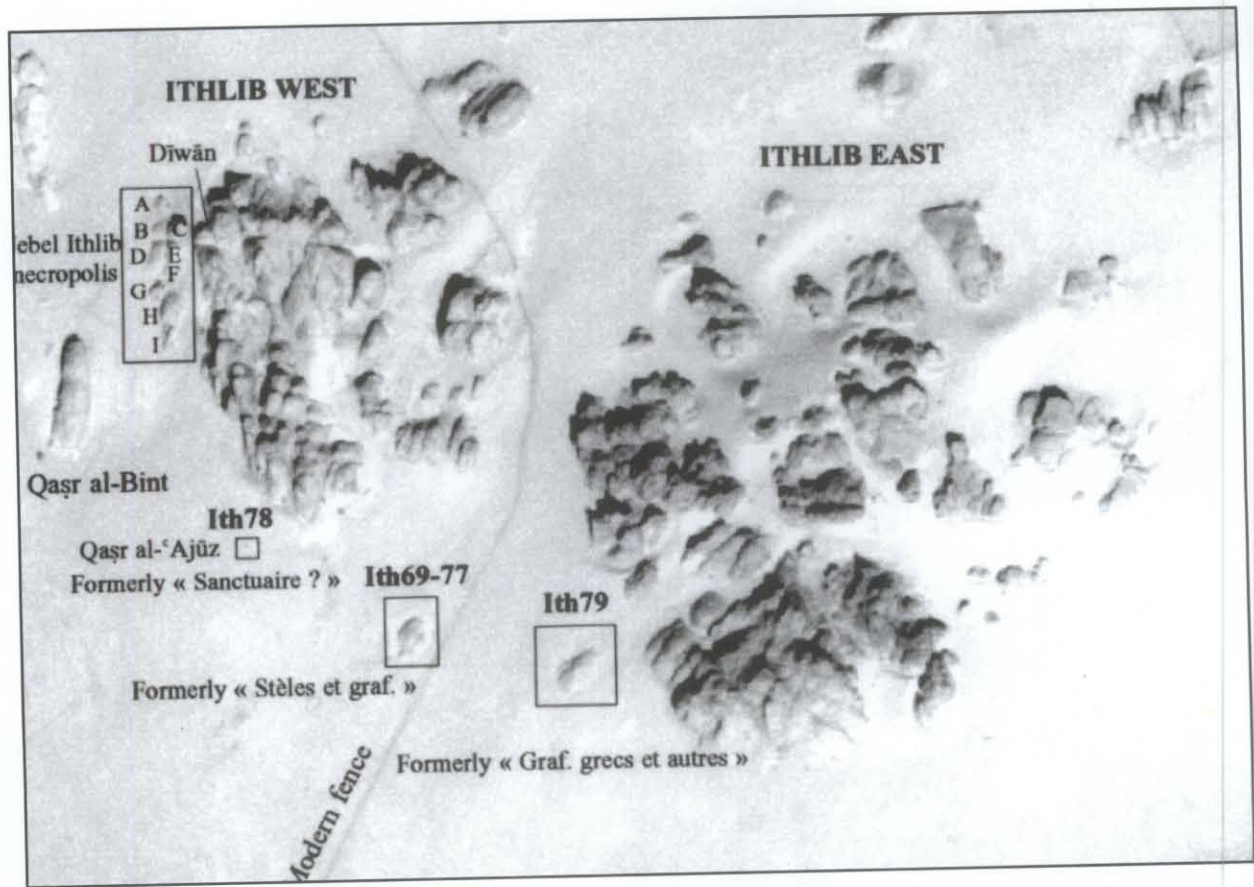 ITHLIB WEST
Dīwān
ITHLIB EAST
A
B C
ebel Ithlib
D E
necropolis F
G
H
I
Qaṣr al-Bint
Ith78
Qaṣr al-ʿAjūz
Formerly « Sanctuaire ? »
Ith69-77
Ith79
Formerly « Stèles et graf. »
Formerly « Graf. grecs et autres »
Modern fence